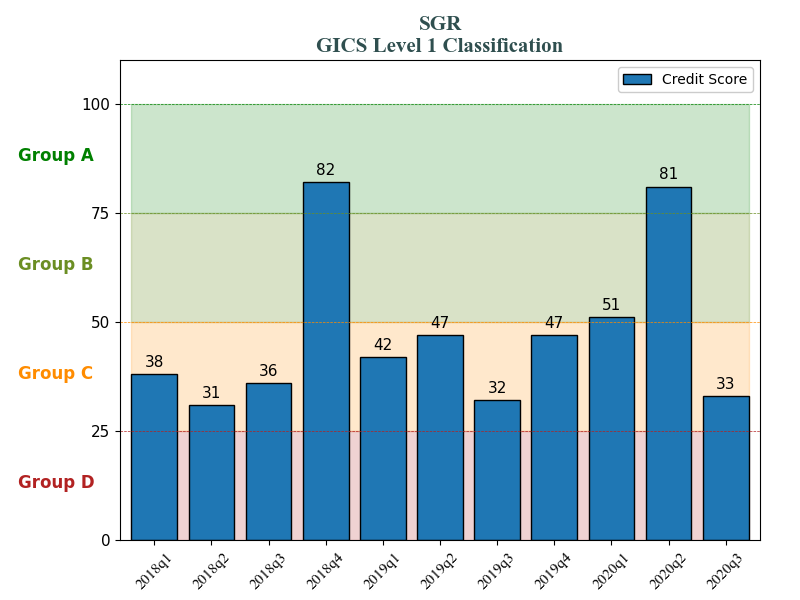 SGR
GICS Level 1 Classification
Credit Score
100
Group A
82
81
75
Group B
51
50
47
47
42
38
Group C
36
33
32
31
25
Group D
0
2018q1
2018q2
2018q3
2018q4
2019q1
2019q2
2019q3
2019q4
2020q1
2020q2
2020q3